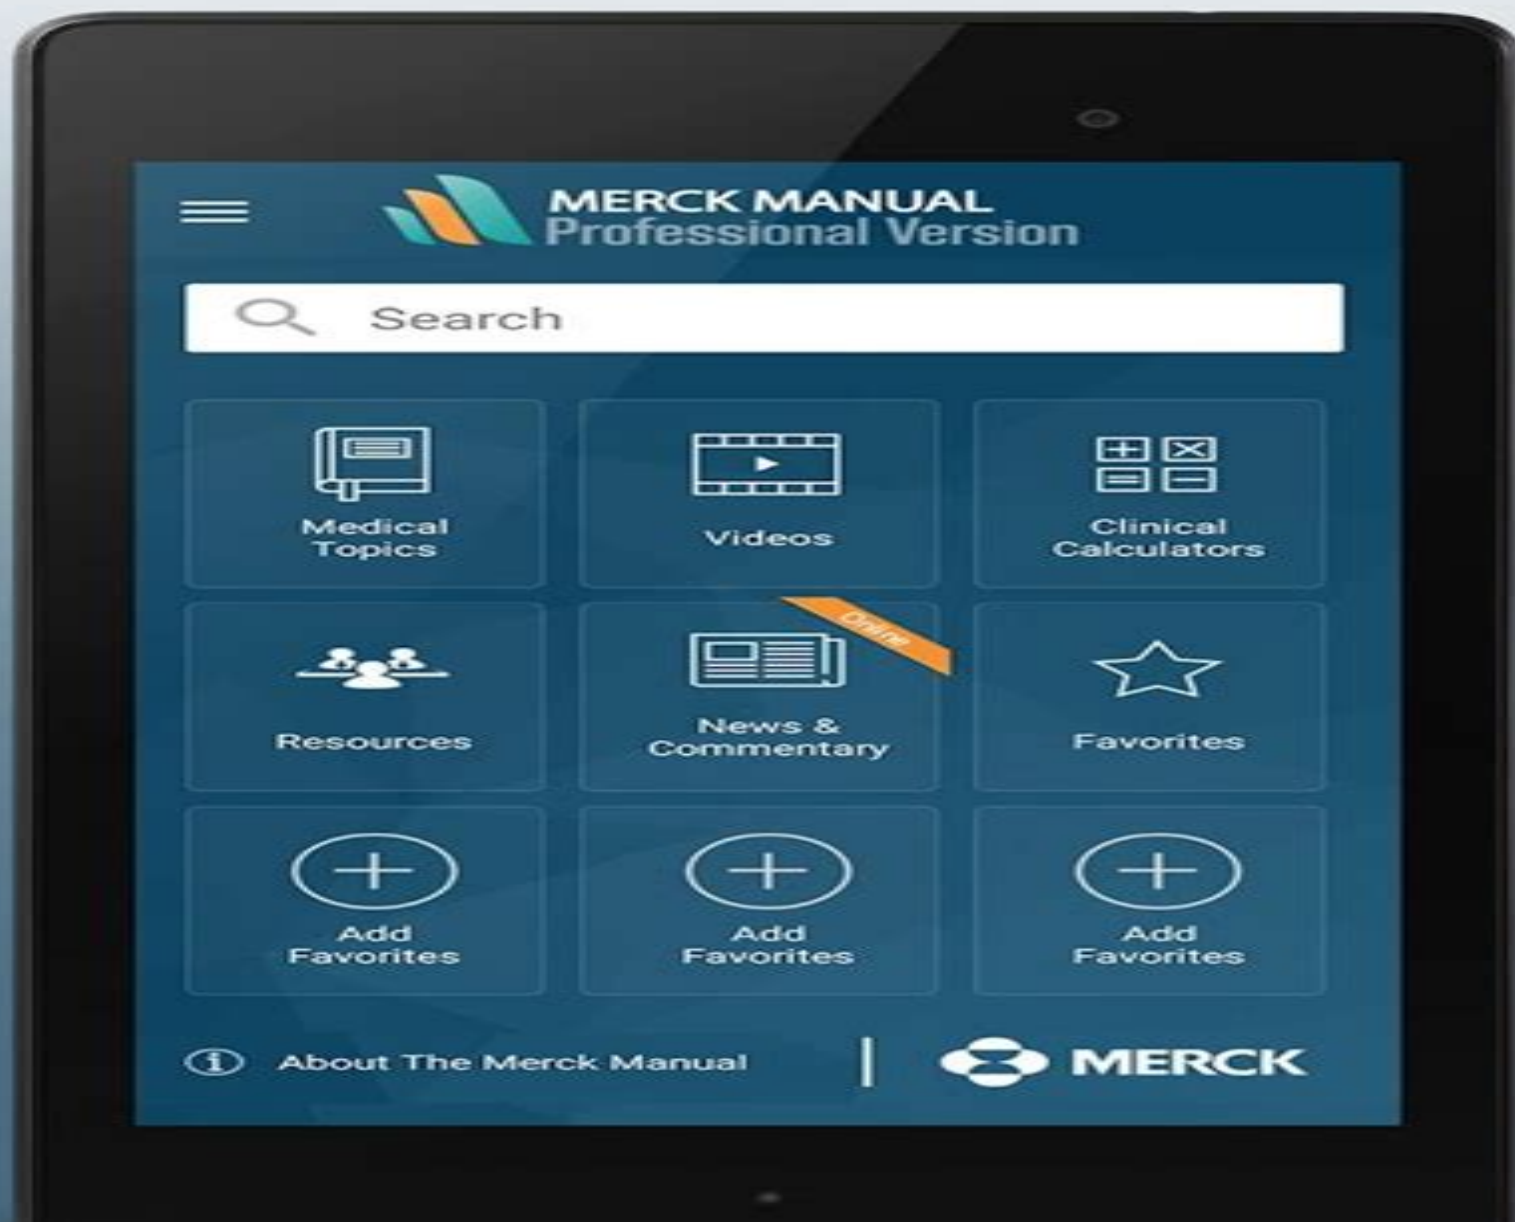 MERCK MANUAL
Professional Version
Search
Medical
Topics
Videos
Clinical
Calculators
Resources
Online
News &
Commentary
Favorites
Add
Favorites
Add
Favorites
Add
Favorites
About The Merck Manual
MERCK